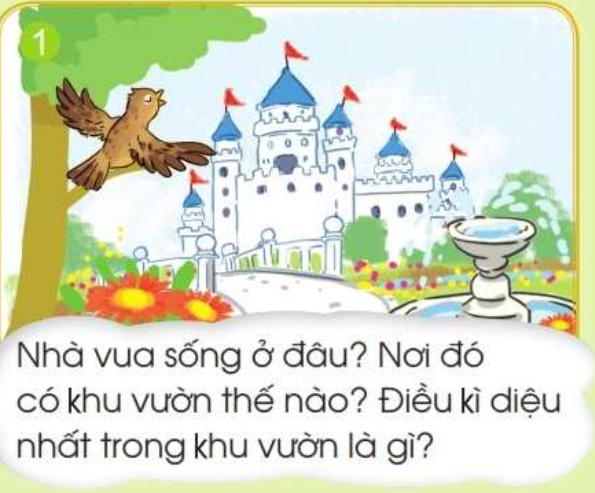 1
Nhà vua sống ở đâu? Nơi đó
có khu vườn thế nào? Điều kì diệu
nhất trong khu vườn là gì?